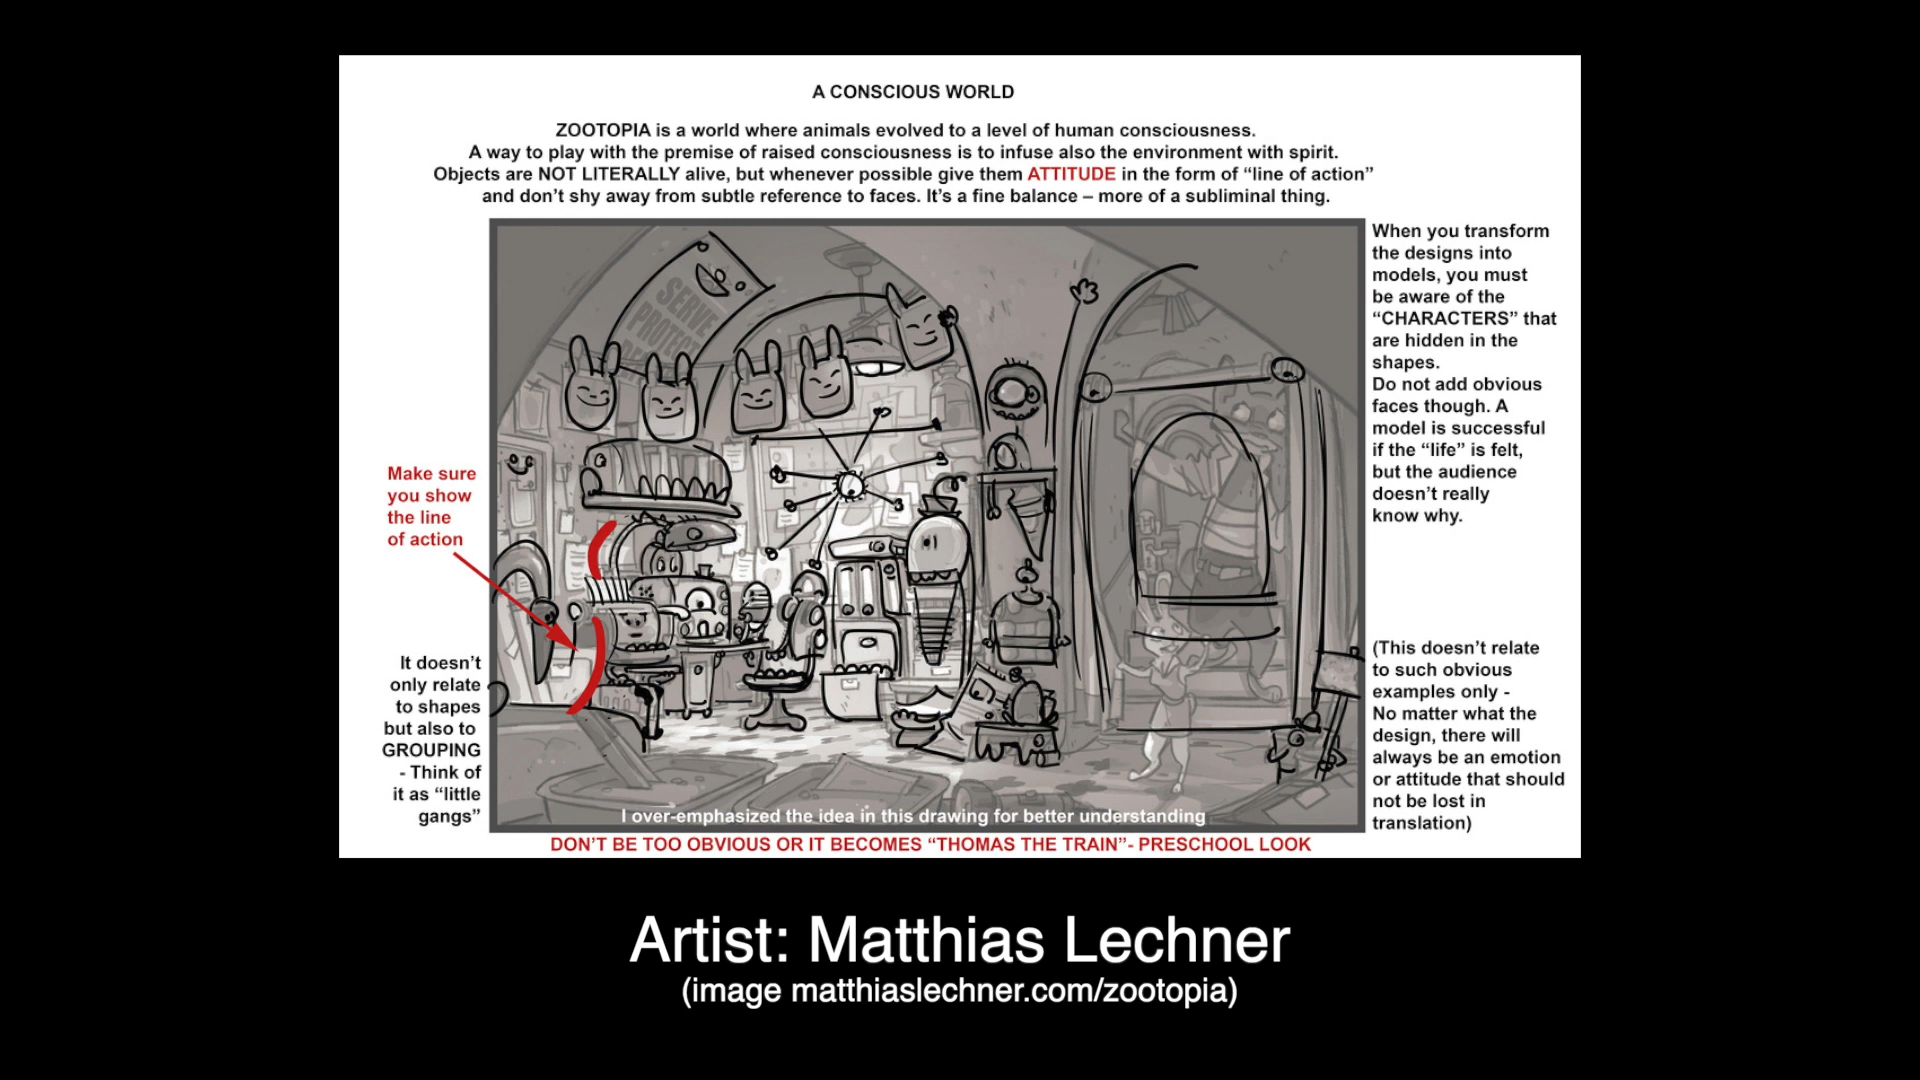 A CONSCIOUS WORLD
ZOOTOPIA is a world where animals evolved to a level of human consciousness.
A way to play with the premise of raised consciousness is to infuse also the environment with spirit.
Objects are NOT LITERALLY alive, but whenever possible give them ATTITUDE in the form of “line of action”
and don’t shy away from subtle reference to faces. It’s a fine balance – more of a subliminal thing.
SERVE
PROTECT
Make sure
you show
the line
of action
It doesn’t
only relate
to shapes
but also to
GROUPING
- Think of
it as “little
gangs”
When you transform
the designs into
models, you must
be aware of the
“CHARACTERS” that
are hidden in the
shapes.
Do not add obvious
faces though. A
model is successful
if the “life” is felt,
but the audience
doesn’t really
know why.
(This doesn’t relate
to such obvious
examples only -
No matter what the
design, there will
always be an emotion
or attitude that should
not be lost in
translation)
I over-emphasized the idea in this drawing for better understanding
DON’T BE TOO OBVIOUS OR IT BECOMES “THOMAS THE TRAIN”- PRESCHOOL LOOK
Artist: Matthias Lechner
(image matthiaslechner.com/zootopia)